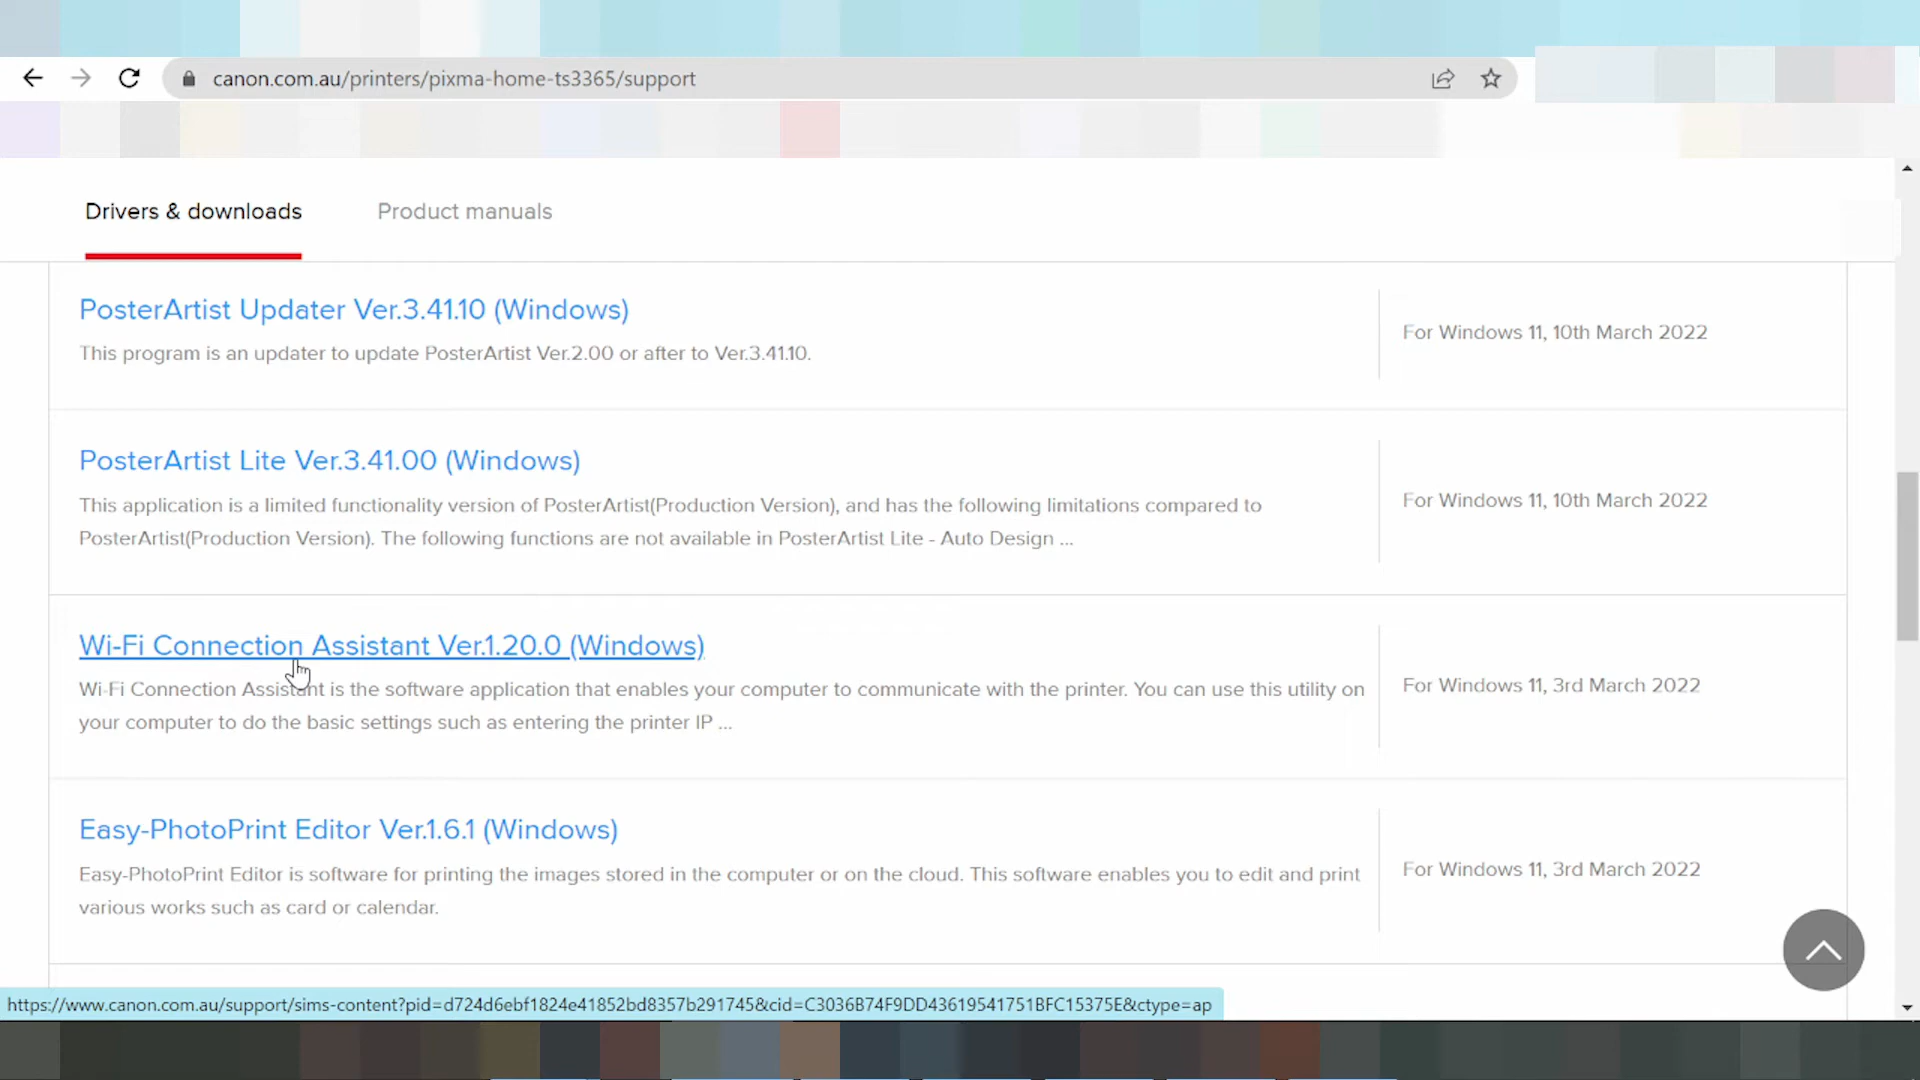 canon.com.au/printers/pixma-home-ts3365/support
Drivers & downloads
Product manuals
PosterArtist Updater Ver.3.41.10 (Windows)
This program is an updater to update PosterArtist Ver.2.00 or after to Ver.3.41.10.
For Windows 11, 10th March 2022
PosterArtist Lite Ver.3.41.00 (Windows)
This application is a limited functionality version of PosterArtist(Production Version), and has the following limitations compared to
PosterArtist(Production Version). The following functions are not available in PosterArtist Lite - Auto Design ...
For Windows 11, 10th March 2022
Wi-Fi Connection Assistant Ver.1.20.0 (Windows)
Wi-Fi Connection Assistant is the software application that enables your computer to communicate with the printer. You can use this utility on
your computer to do the basic settings such as entering the printer IP ...
For Windows 11, 3rd March 2022
Easy-PhotoPrint Editor Ver.1.6.1 (Windows)
Easy-PhotoPrint Editor is software for printing the images stored in the computer or on the cloud. This software enables you to edit and print
various works such as card or calendar.
For Windows 11, 3rd March 2022
https://www.canon.com.au/support/sims-content?pid=d724d6ebf1824e41852bd8357b291745&cid=C3036B74F9DD43619541751BFC15375E&ctype=ap